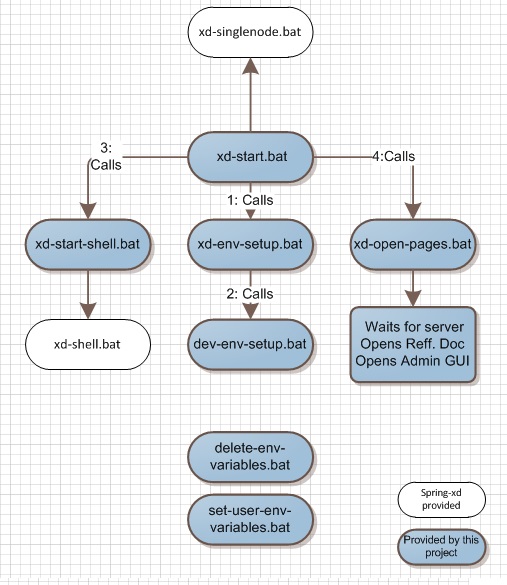 xd-singlenode.bat
3:
Calls
xd-start.bat
4:Calls
1: Calls
xd-start-shell.bat
xd-env-setup.bat
xd-open-pages.bat
2: Calls
xd-shell.bat
dev-env-setup.bat
Waits for server
Opens Reff. Doc
Opens Admin GUI
delete-env-
variables.bat
set-user-env-
variables.bat
Spring-xd
provided
Provided by this
project